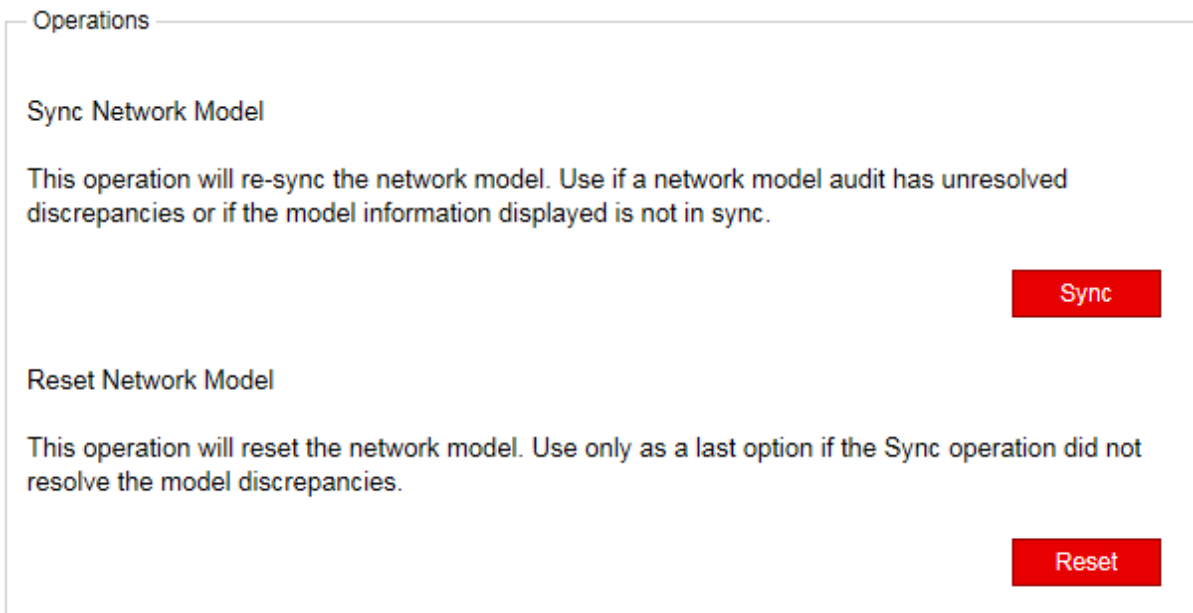 Operations
Sync Network Model
This operation will re-sync the network model. Use if a network model audit has unresolved
discrepancies or if the model information displayed is not in sync.
Sync
Reset Network Model
This operation will reset the network model. Use only as a last option if the Sync operation did not
resolve the model discrepancies.
Reset